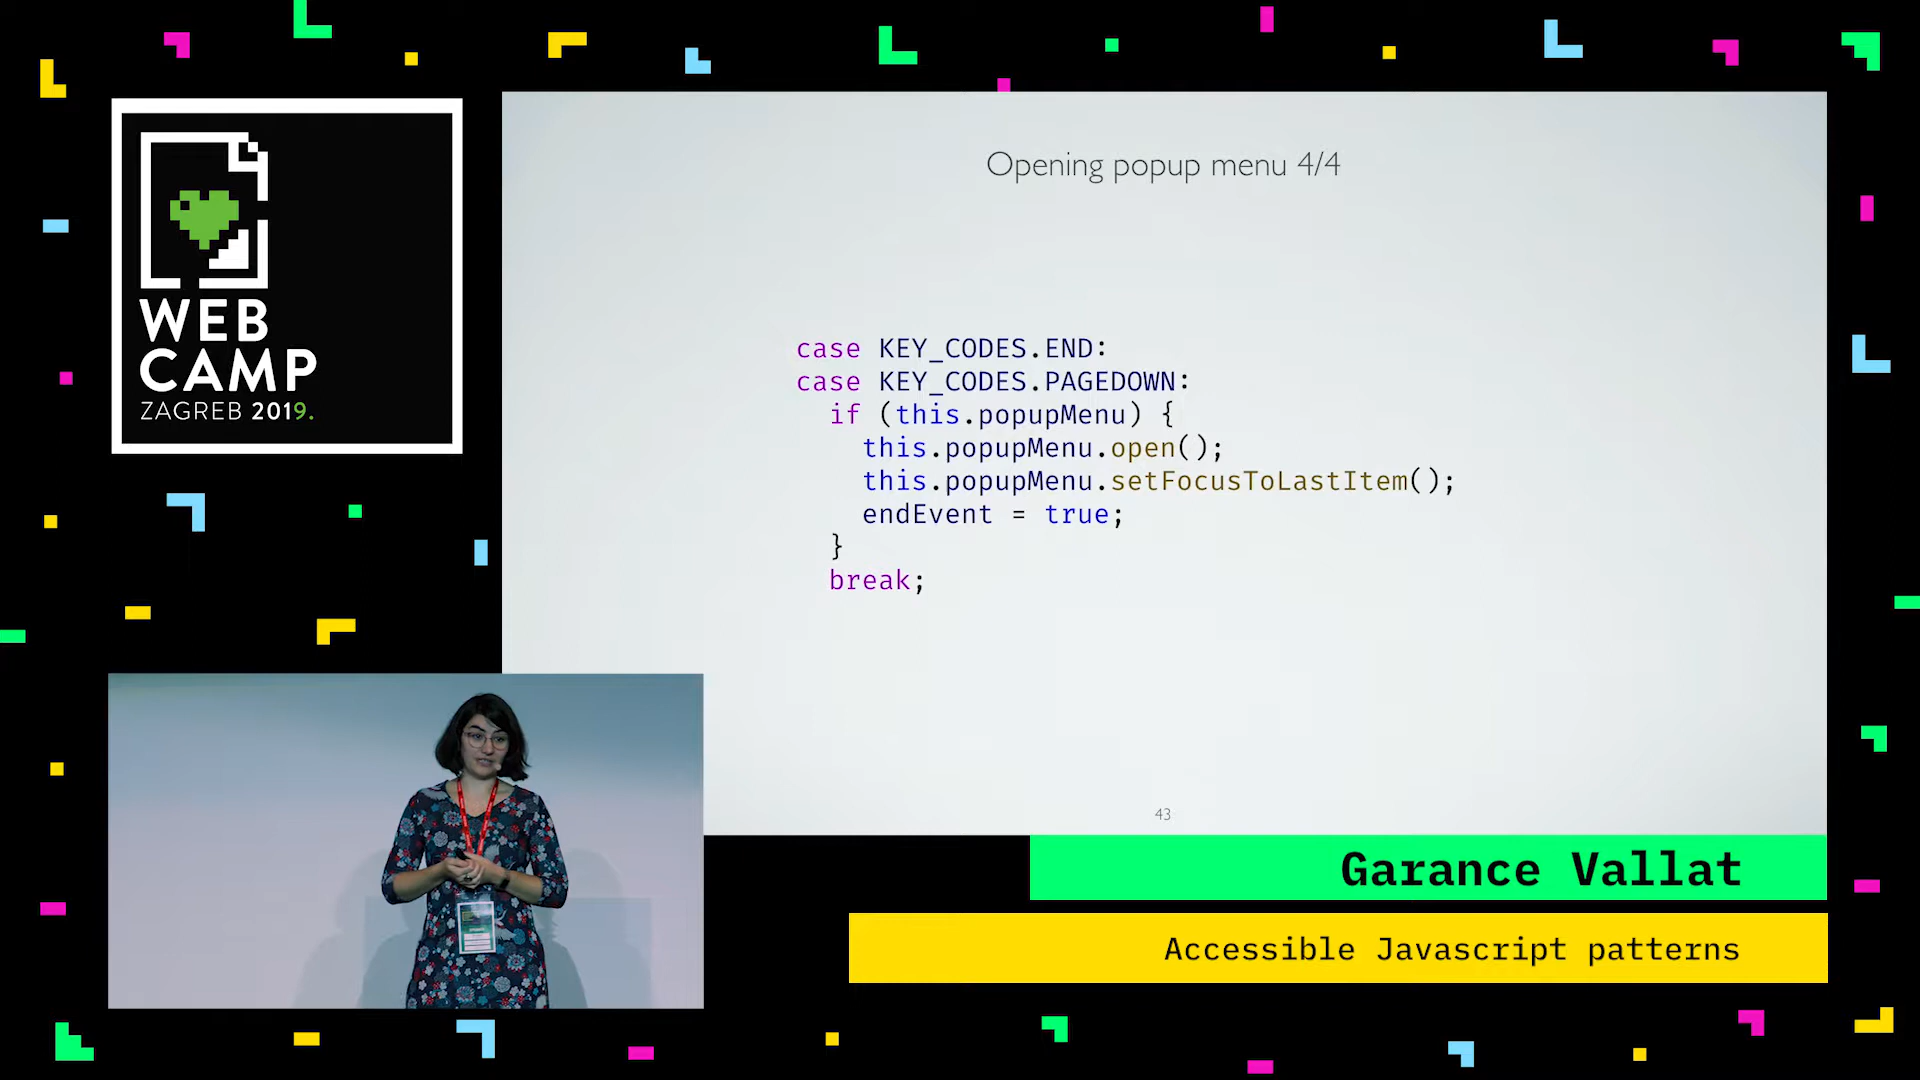 WEB
CAMP
ZAGREB 2019.
Opening popup menu 4/4
case KEY_CODES.END:
case KEY_CODES.PAGEDOWN:
if (this.popupMenu) {
this.popupMenu.open();
this.popupMenu.setFocusToLastItem();
endEvent = true;
}
break;
43
Garance Vallat
Accessible Javascript patterns